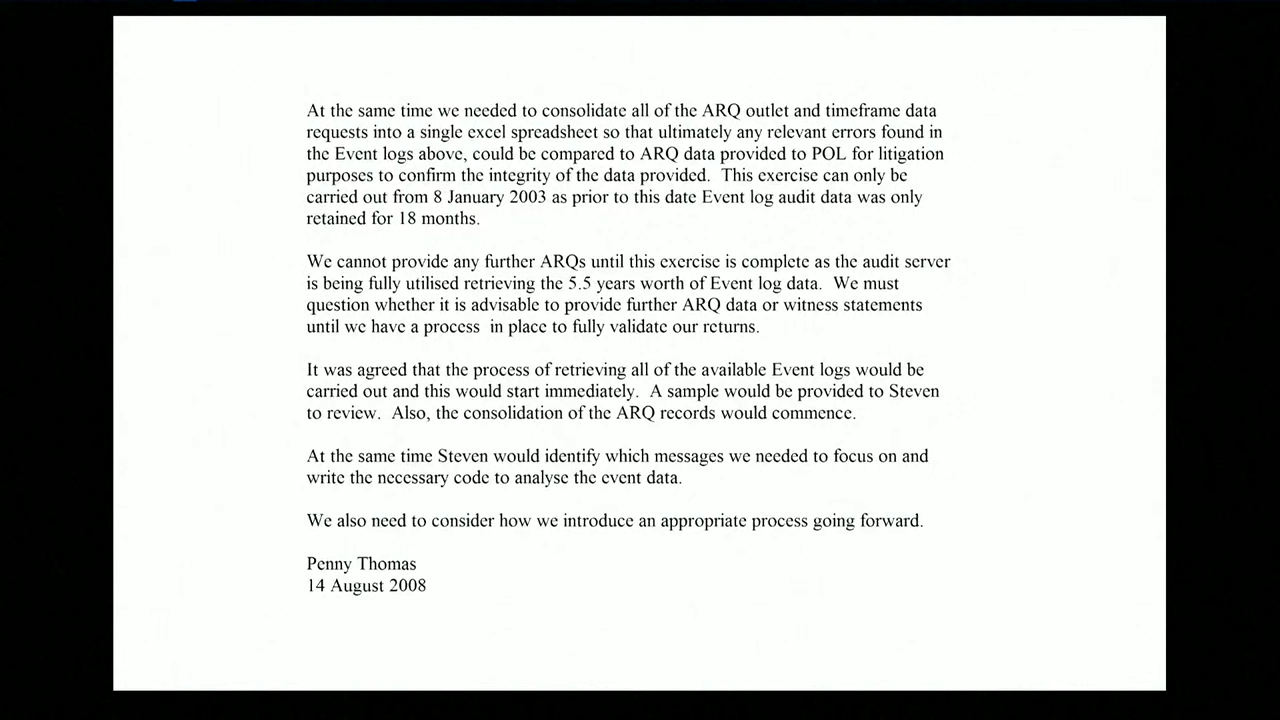 At the same time we needed to consolidate all of the ARQ outlet and timeframe data
requests into a single excel spreadsheet so that ultimately any relevant errors found in
the Event logs above, could be compared to ARQ data provided to POL for litigation
purposes to confirm the integrity of the data provided.  This exercise can only be
carried out from 8 January 2003 as prior to this date Event log audit data was only
retained for 18 months.
We cannot provide any further ARQs until this exercise is complete as the audit server
is being fully utilised retrieving the 5.5 years worth of Event log data.  We must
question whether it is advisable to provide further ARQ data or witness statements
until we have a process  in place to fully validate our returns.
It was agreed that the process of retrieving all of the available Event logs would be
carried out and this would start immediately.  A sample would be provided to Steven
to review.  Also, the consolidation of the ARQ records would commence.
At the same time Steven would identify which messages we needed to focus on and
write the necessary code to analyse the event data.
We also need to consider how we introduce an appropriate process going forward.
Penny Thomas
14 August 2008